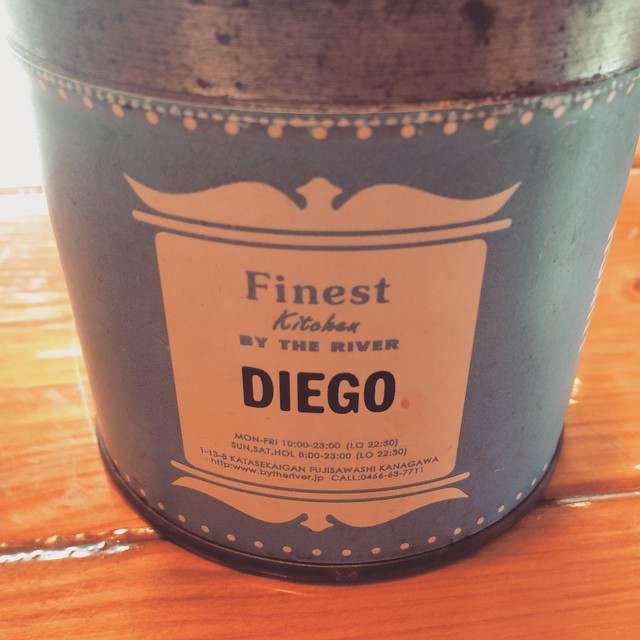 Finest
Kitchen
BY THE RIVER
DIEGO
MON-FRI 10:00-23:00 (LO 22:30)
SUN,SAT,HOL 8:00-23:00 (LO 22:30)
1-13-8 KATASEKAIGAN FUJISAWASHI KANAGAWA
http:www.bytheriver.jp CALL:0466-63-7711